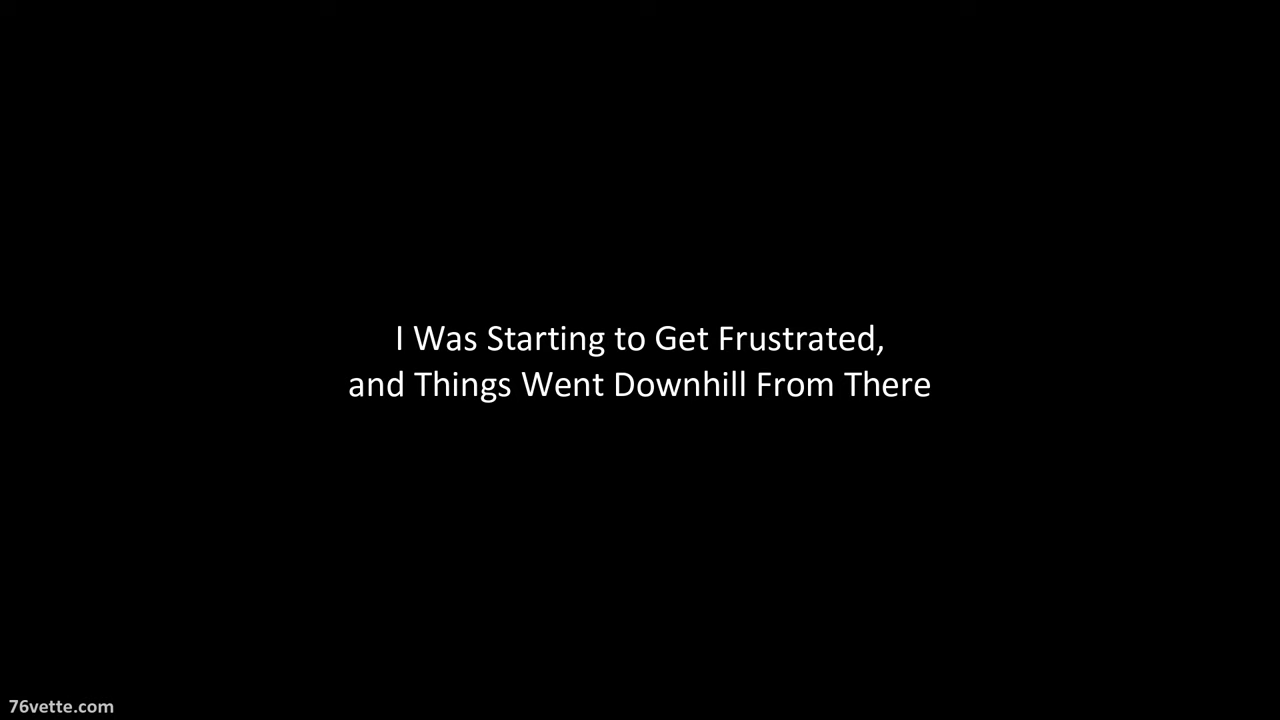 I Was Starting to Get Frustrated,
and Things Went Downhill From There
76vette.com